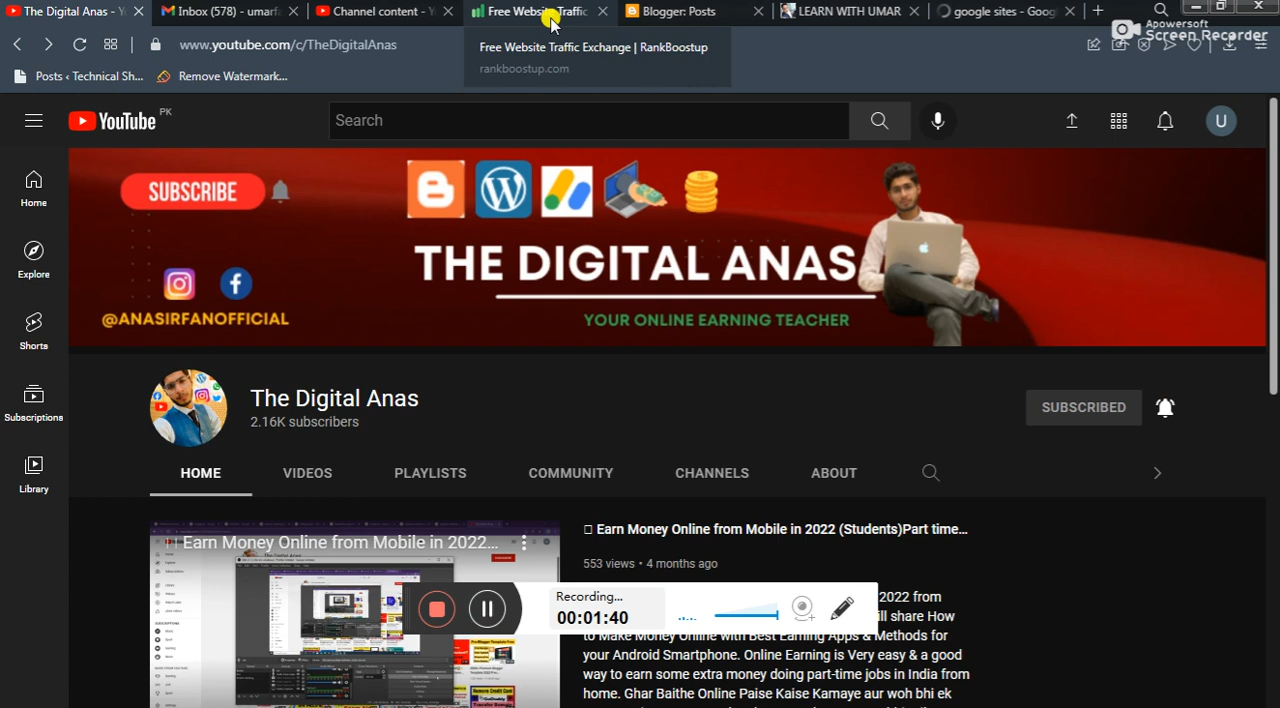 The Digital Anas - Y
Inbox (578) - umarf
Channel content - Y
Free Website Traffic
Blogger: Posts
LEARN WITH UMAR
google sites - Goog
Apowersoft
Screen Recorder
www.youtube.com/c/TheDigitalAnas
Free Website Traffic Exchange | RankBoostup
rankboostup.com
Posts ‹ Technical Sh...
Remove Watermark...
YouTube PK
Search
U
SUBSCRIBE
THE DIGITAL ANAS
@ANASIRFANOFFICIAL
YOUR ONLINE EARNING TEACHER
Home
Explore
Shorts
Subscriptions
Library
The Digital Anas
2.16K subscribers
SUBSCRIBED
HOME
VIDEOS
PLAYLISTS
COMMUNITY
CHANNELS
ABOUT
Earn Money Online from Mobile in 2022...
Earn Money Online from Mobile in 2022 (Students)Part time...
553 views • 4 months ago
Recording...
00:01:40
2022 from
ll share How
to Make Money Online with Best Earning Apps & Methods for
your Android Smartphone. Online Earning is Very easy & a good
way to earn some money doing part-time jobs in Hours from
home. Ghar Baithe Online Paise Kaise Kamaye aur woh bhi ek